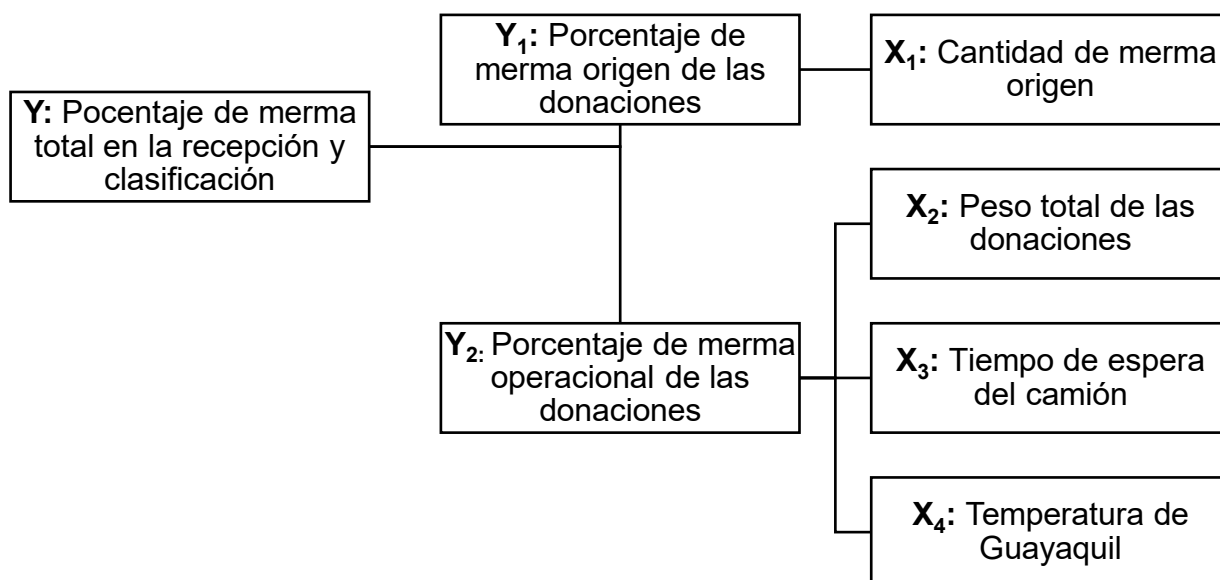 Y: Pocentaje de merma
total en la recepción y
clasificación
Y₁: Porcentaje de
merma origen de las
donaciones
X₁: Cantidad de merma
origen
X₂: Peso total de las
donaciones
Y₂: Porcentaje de merma
operacional de las
donaciones
X₃: Tiempo de espera
del camión
X₄: Temperatura de
Guayaquil